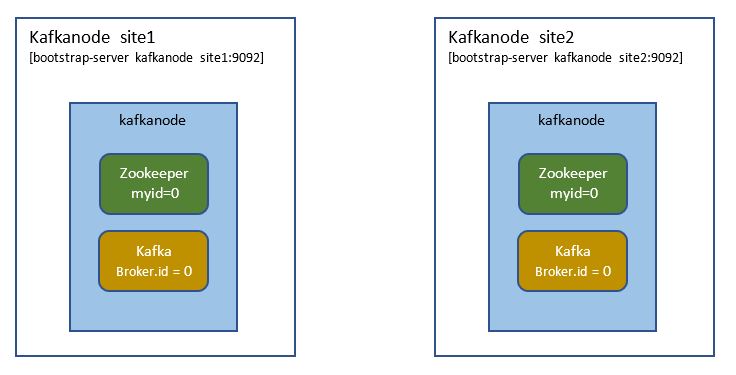 Kafkanode site1
[bootstrap-server kafkanode site1:9092]
kafkanode
Zookeeper
myid=0
Kafka
Broker.id = 0
Kafkanode site2
[bootstrap-server kafkanode site2:9092]
kafkanode
Zookeeper
myid=0
Kafka
Broker.id = 0